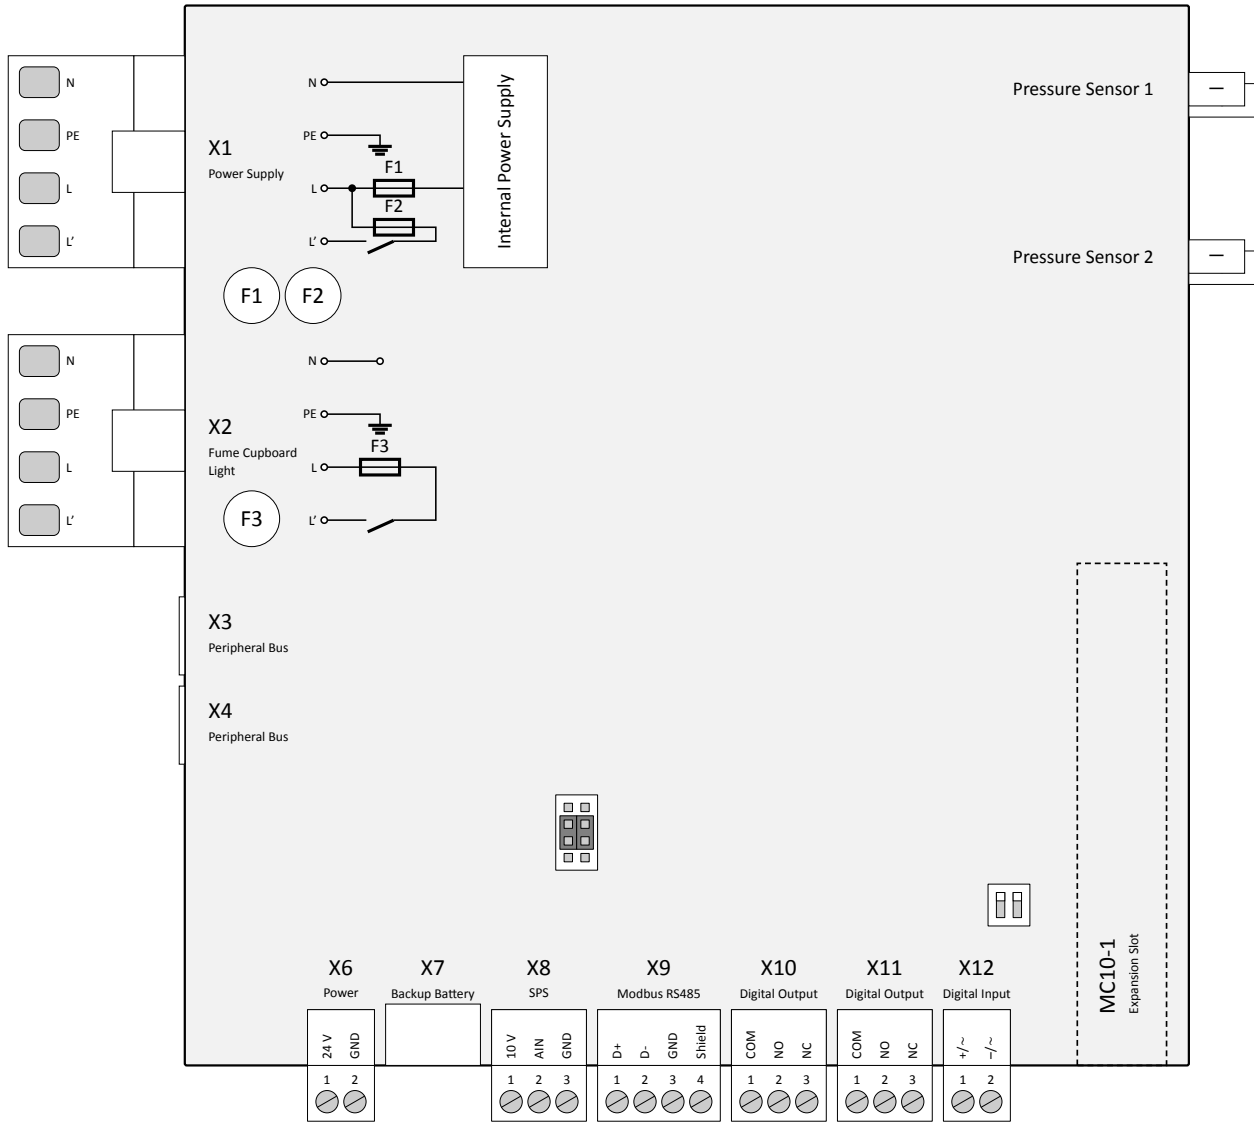 N
PE
L
L'
X1
Power Supply
N
PE
L
L'
F1
F2
Internal Power Supply
F1
F2
Pressure Sensor 1
Pressure Sensor 2
N
PE
L
L'
X2
Fume Cupboard
Light
F3
N
PE
L
L'
F3
X3
Peripheral Bus
X4
Peripheral Bus
MC10-1
Expansion Slot
X6
Power
24 V
GND
1
2
X7
Backup Battery
X8
SPS
10 V
AIN
GND
1
2
3
X9
Modbus RS485
D+
D-
GND
Shield
1
2
3
4
X10
Digital Output
COM
NO
NC
1
2
3
X11
Digital Output
COM
NO
NC
1
2
3
X12
Digital Input
+/~
−/~
1
2